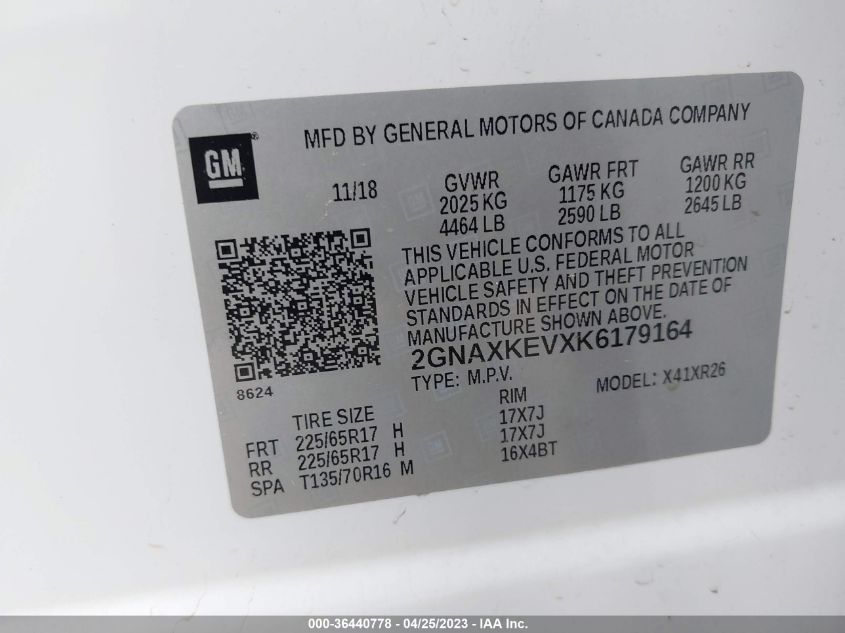 MFD BY GENERAL MOTORS OF CANADA COMPANY
GM ®
11/18
GVWR
2025 KG
4464 LB
GAWR FRT
1175 KG
2590 LB
GAWR RR
1200 KG
2645 LB
THIS VEHICLE CONFORMS TO ALL
APPLICABLE U.S. FEDERAL MOTOR
VEHICLE SAFETY AND THEFT PREVENTION
STANDARDS IN EFFECT ON THE DATE OF
MANUFACTURE SHOWN ABOVE.
2GNAXKEVXK6179164
TYPE: M.P.V. MODEL: X41XR26
8624
TIRE SIZE RIM
FRT 225/65R17 H 17X7J
RR 225/65R17 H 17X7J
SPA T135/70R16 M 16X4BT
000-36440778 - 04/25/2023 - IAA Inc.